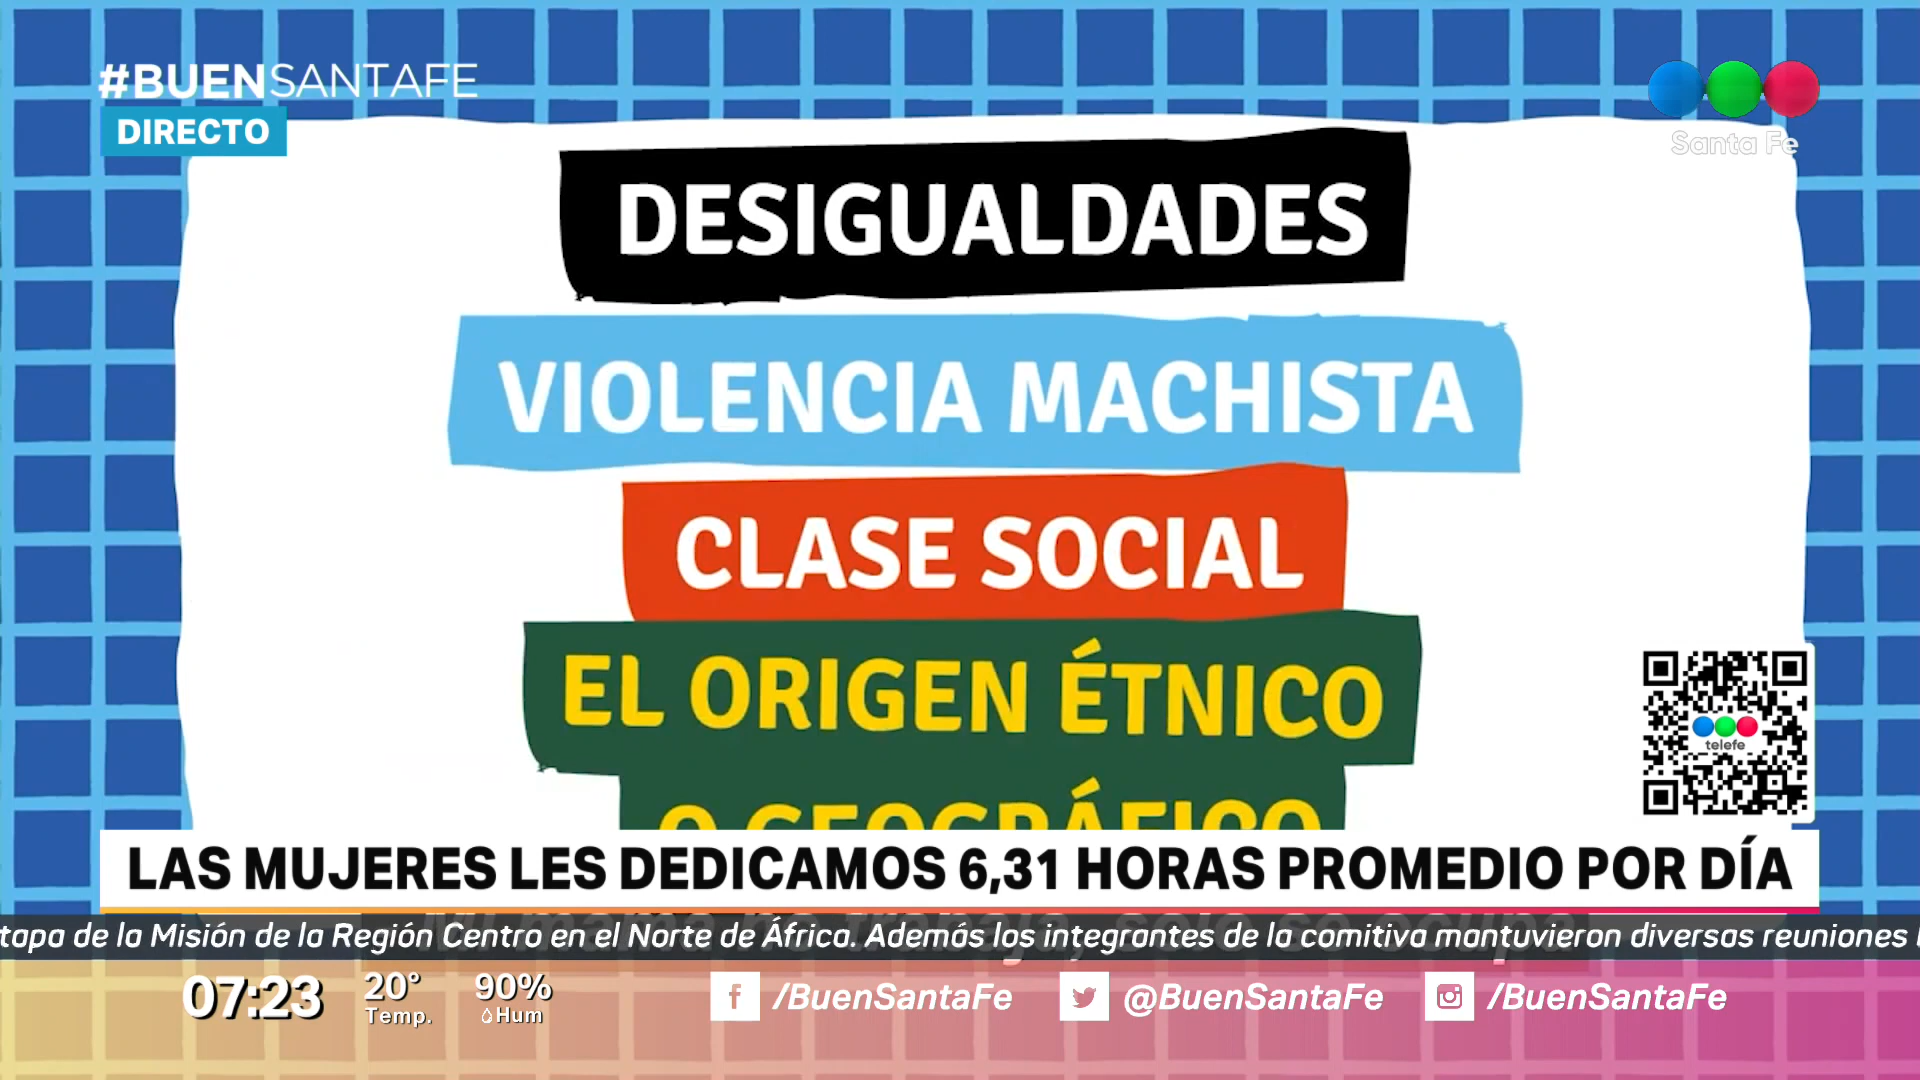 #BUENSANTAFE
DIRECTO
Santa Fe
DESIGUALDADES
VIOLENCIA MACHISTA
CLASE SOCIAL
EL ORIGEN ÉTNICO
O GEOGRÁFICO
telefe
LAS MUJERES LES DEDICAMOS 6,31 HORAS PROMEDIO POR DÍA
tapa de la Misión de la Región Centro en el Norte de África. Además los integrantes de la comitiva mantuvieron diversas reuniones
07:23
20° Temp.
90% Hum
/BuenSantaFe
@BuenSantaFe
/BuenSantaFe